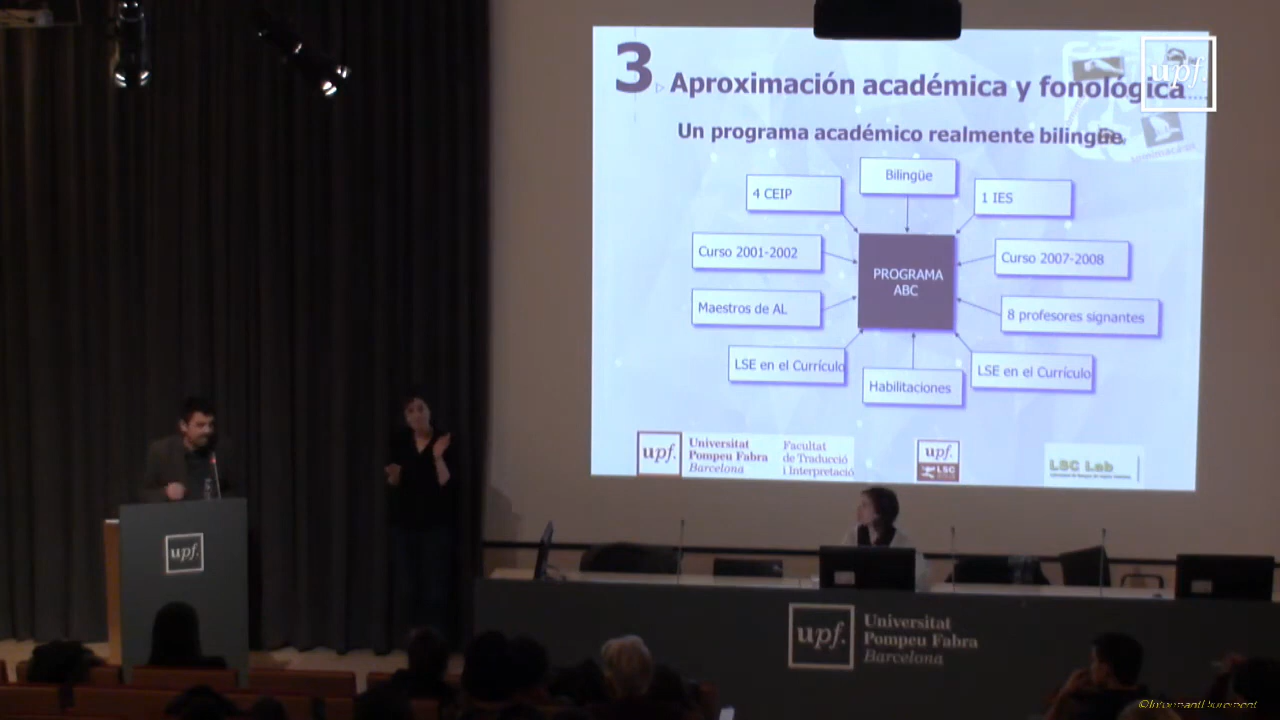 3 Aproximación académica y fonológica
upf.
Un programa académico realmente bilingüe.
Bilingüe
4 CEIP
1 IES
Curso 2001-2002
Curso 2007-2008
PROGRAMA
ABC
Maestros de AL
8 profesores signantes
LSE en el Currículo
LSE en el Currículo
Habilitaciones
upf.
Universitat
Pompeu Fabra
Barcelona
Facultat
de Traducció
i Interpretació
upf.
LSC
LSC Lab
upf.
upf.
Universitat
Pompeu Fabra
Barcelona